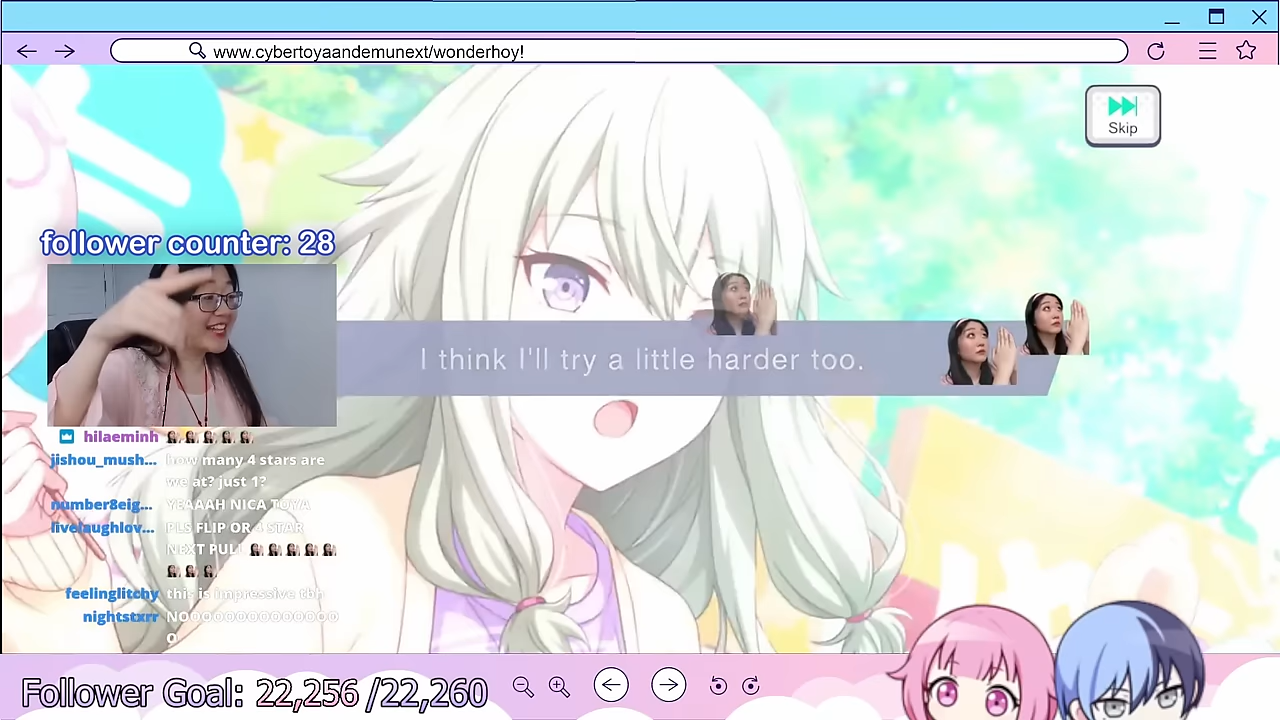 www.cybertoyaandemunext/wonderhoy!
Skip
follower counter: 28
I think I'll try a little harder too.
hilaeminh
jishou_mush... how many 4 stars are
we at? just 1?
number8eig... YEAAAH NICA TOYA
livelaughlov... PLS FLIP OR 4 STAR
NEXT PULL
feelinglitchy this is impressive tbh
nightstxrr NOOOOOOOOOOOOOO
O
Follower Goal: 22,256 /22,260